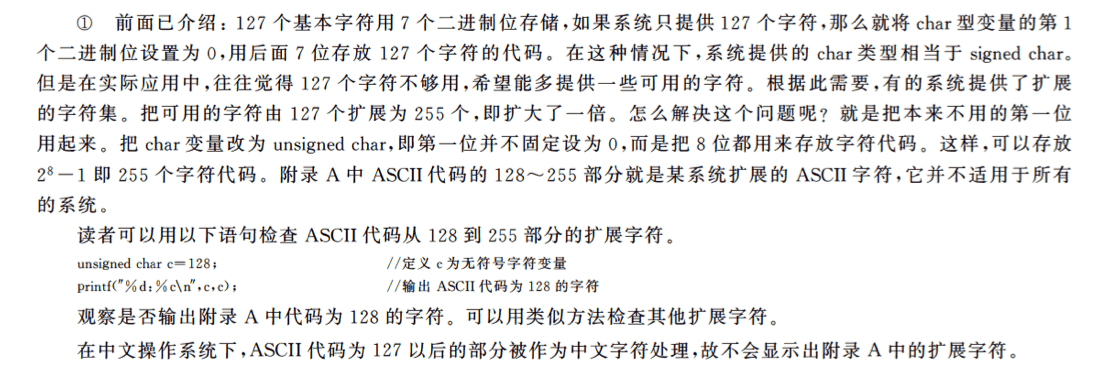 ① 前面已介绍：127 个基本字符用 7 个二进制位存储，如果系统只提供 127 个字符，那么就将 char 型变量的第 1
个二进制位设置为 0，用后面 7 位存放 127 个字符的代码。在这种情况下，系统提供的 char 类型相当于 signed char。
但是在实际应用中，往往觉得 127 个字符不够用，希望能多提供一些可用的字符。根据此需要，有的系统提供了扩展
的字符集。把可用的字符由 127 个扩展为 255 个，即扩大了一倍。怎么解决这个问题呢？就是把本来不用的第一位
用起来。把 char 变量改为 unsigned char，即第一位并不固定设为 0，而是把 8 位都用来存放字符代码。这样，可以存放
2⁸－1 即 255 个字符代码。附录 A 中 ASCII 代码的 128～255 部分就是某系统扩展的 ASCII 字符，它并不适用于所有
的系统。
读者可以用以下语句检查 ASCII 代码从 128 到 255 部分的扩展字符。
unsigned char c=128; //定义 c 为无符号字符变量
printf("%d:%c\n",c,c); //输出 ASCII 代码为 128 的字符
观察是否输出附录 A 中代码为 128 的字符。可以用类似方法检查其他扩展字符。
在中文操作系统下，ASCII 代码为 127 以后的部分被作为中文字符处理，故不会显示出附录 A 中的扩展字符。